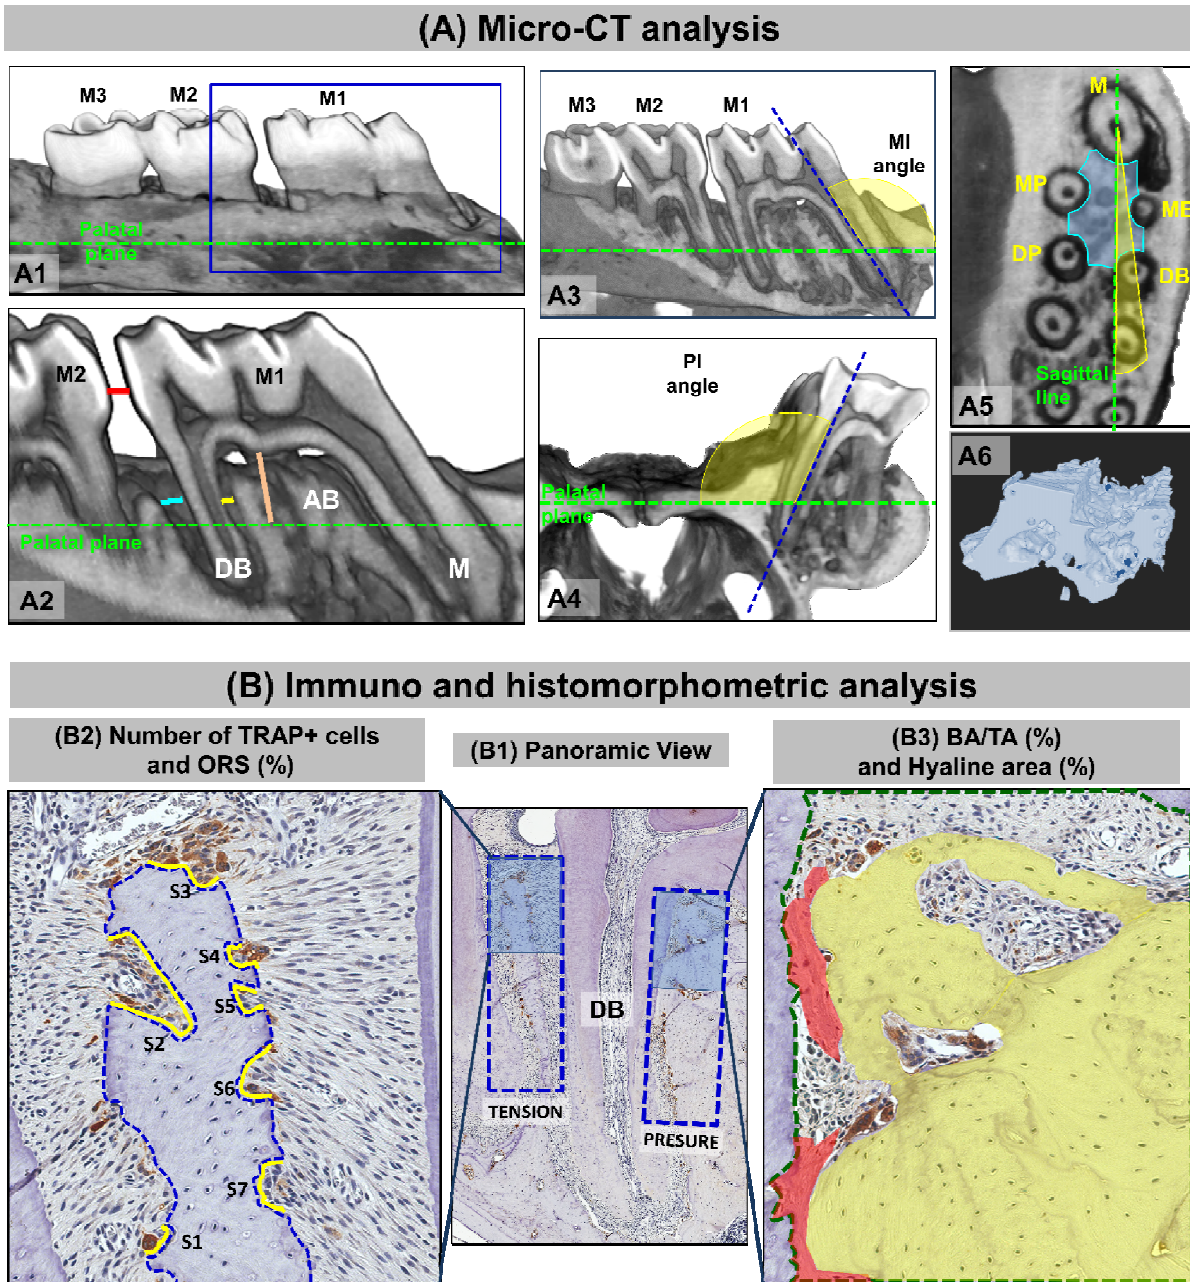 (A) Micro-CT analysis
M3
M2
M1
Palatal
plane
A1
M3
M2
M1
MI
angle
A3
M
MP
MB
DP
DB
Sagittal
line
A5
M2
M1
AB
Palatal plane
DB
M
A2
PI
angle
Palatal
plane
A4
A6
(B) Immuno and histomorphometric analysis
(B2) Number of TRAP+ cells
and ORS (%)
(B1) Panoramic View
(B3) BA/TA (%)
and Hyaline area (%)
S3
S4
S5
S2
S6
S7
S1
DB
TENSION
PRESURE